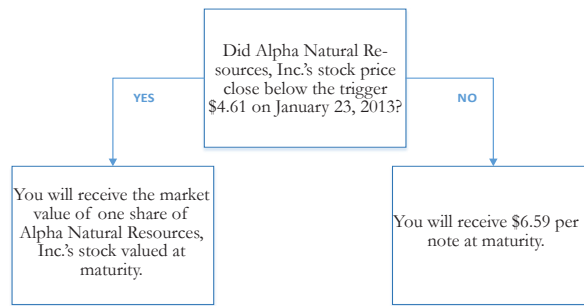 Did Alpha Natural Re-
sources, Inc.'s stock price
close below the trigger
$4.61 on January 23, 2013?
YES
NO
You will receive the market
value of one share of
Alpha Natural Resources,
Inc.'s stock valued at
maturity.
You will receive $6.59 per
note at maturity.